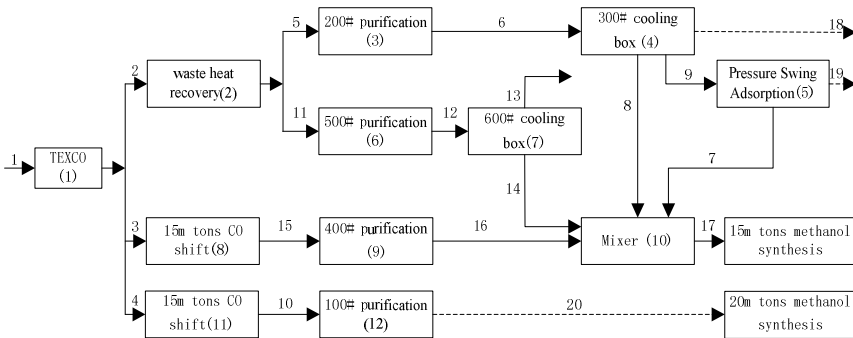 5
200# purification
(3)
6
300# cooling
box (4)
18
2
waste heat
recovery(2)
9
Pressure Swing
Adsorption(5)
19
13
8
11
500# purification
(6)
12
600# cooling
box(7)
1
TEXCO
(1)
7
14
3
15m tons CO
shift(8)
15
400# purification
(9)
16
Mixer (10)
17
15m tons methanol
synthesis
4
15m tons CO
shift(11)
10
100# purification
(12)
20
20m tons methanol
synthesis